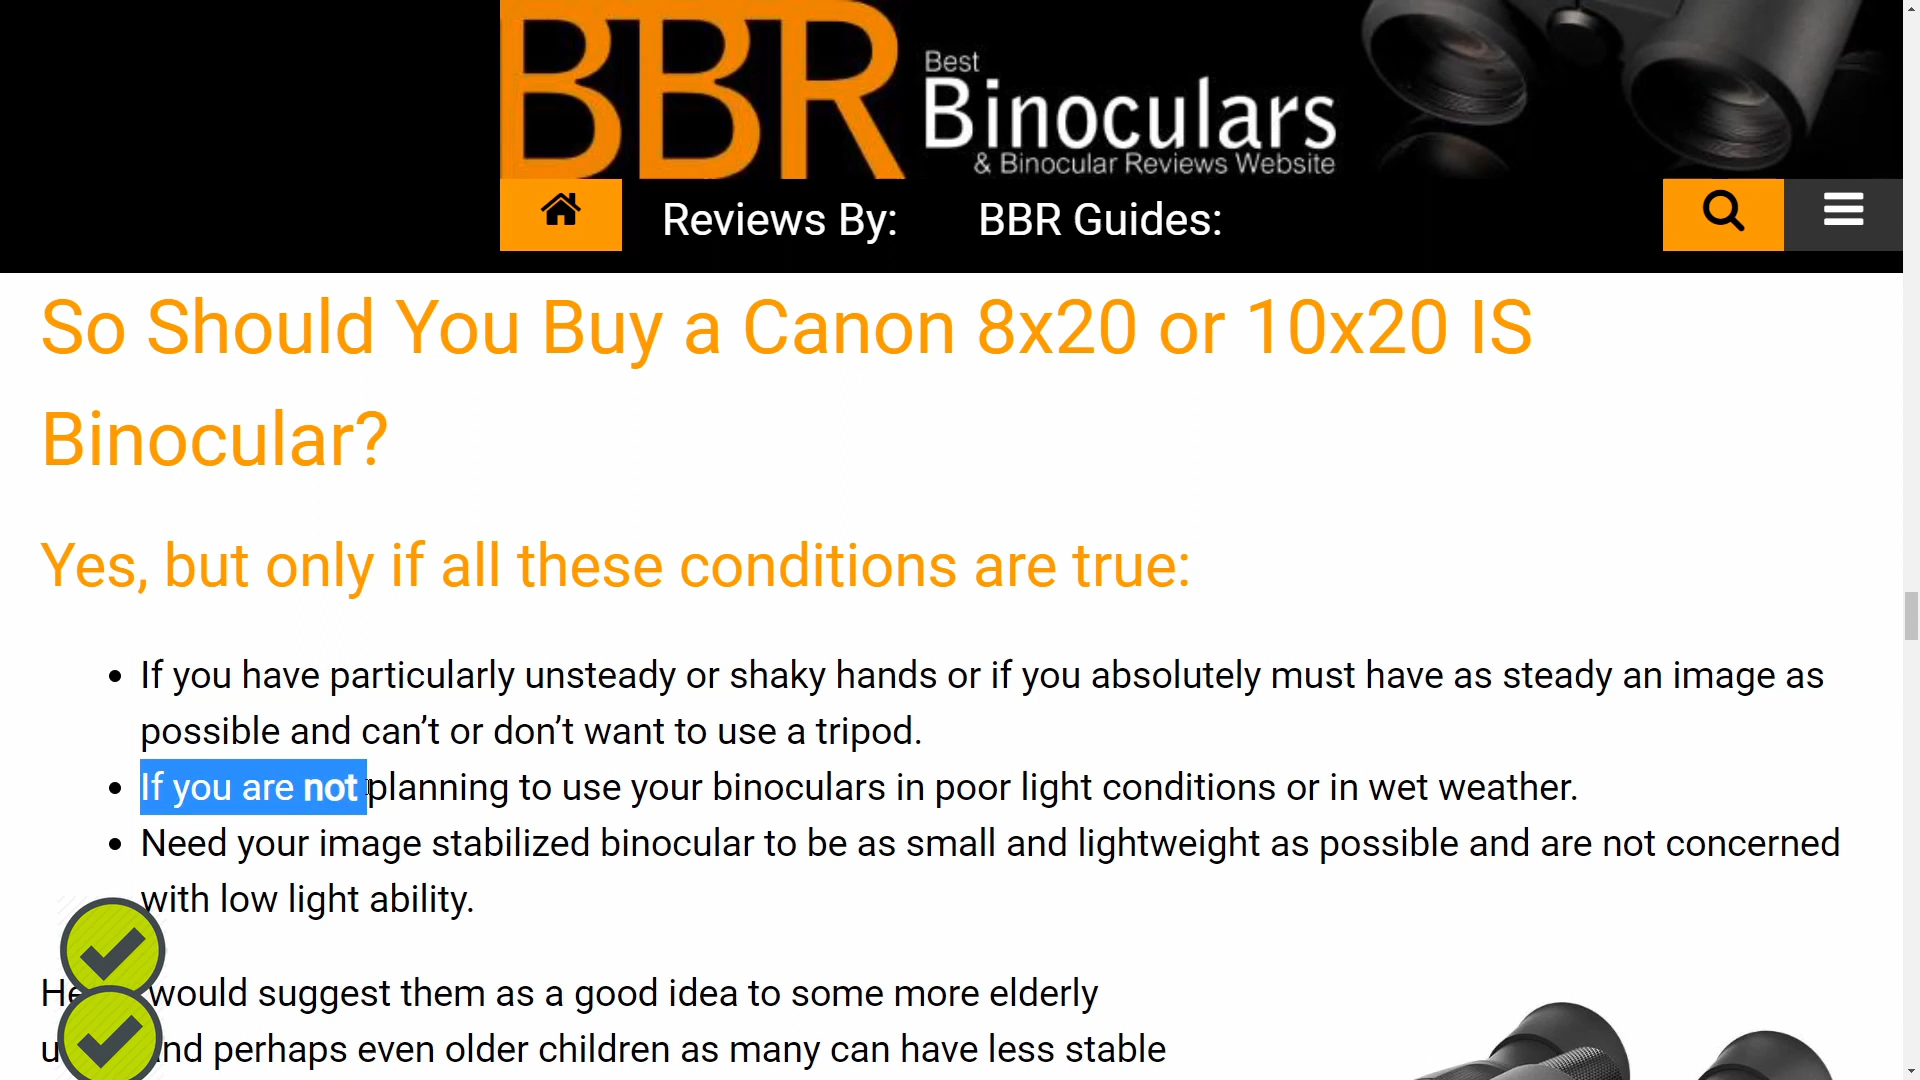 BBR
Best
Binoculars
& Binocular Reviews Website
Reviews By: BBR Guides:
So Should You Buy a Canon 8x20 or 10x20 IS
Binocular?
Yes, but only if all these conditions are true:
• If you have particularly unsteady or shaky hands or if you absolutely must have as steady an image as
possible and can’t or don’t want to use a tripod.
• If you are not planning to use your binoculars in poor light conditions or in wet weather.
• Need your image stabilized binocular to be as small and lightweight as possible and are not concerned
with low light ability.
would suggest them as a good idea to some more elderly
and perhaps even older children as many can have less stable